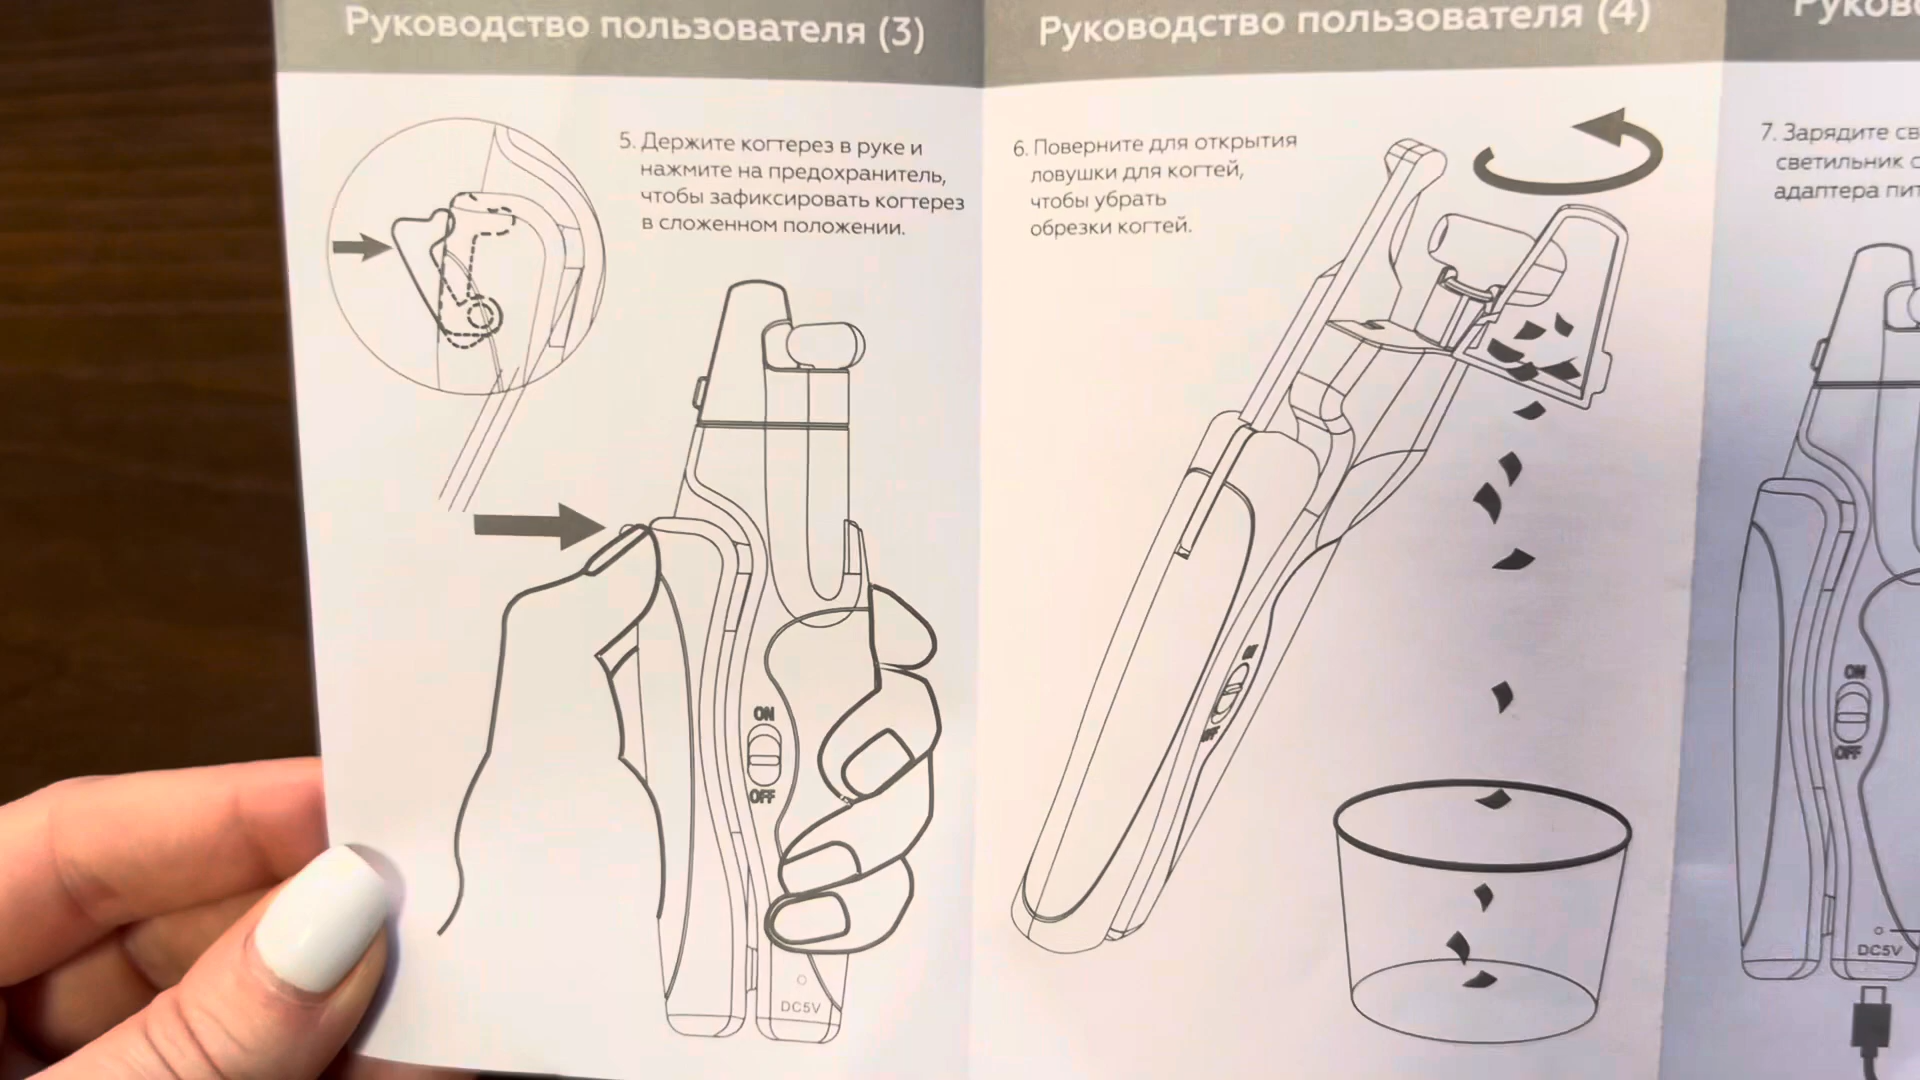 Руководство пользователя (3)
5. Держите когтерез в руке и
нажмите на предохранитель,
чтобы зафиксировать когтерез
в сложенном положении.
ON
OFF
DC5V
Руководство пользователя (4)
6. Поверните для открытия
ловушки для когтей,
чтобы убрать
обрезки когтей.
ON
OFF
7. Зарядите
светильник
адаптера
ON
OFF
DC5V